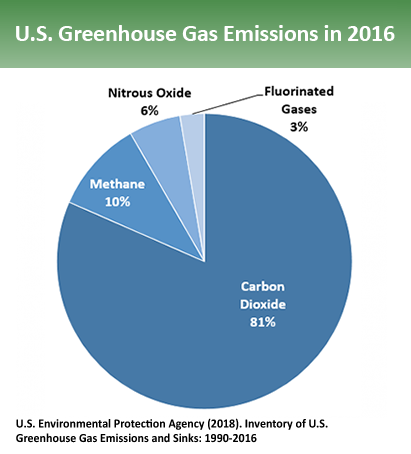 U.S. Greenhouse Gas Emissions in 2016
Nitrous Oxide
6%
Fluorinated
Gases
3%
Methane
10%
Carbon
Dioxide
81%
U.S. Environmental Protection Agency (2018). Inventory of U.S.
Greenhouse Gas Emissions and Sinks: 1990-2016